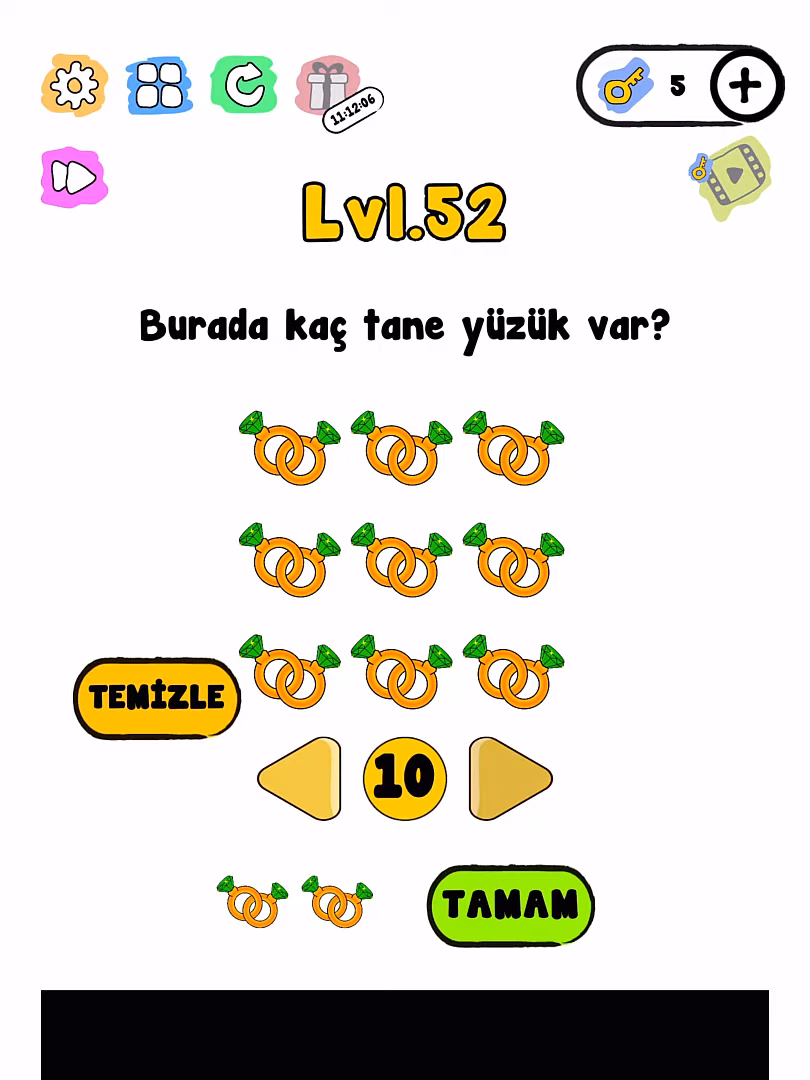 11:12:06
5
Lvl.52
Burada kaç tane yüzük var?
TEMİZLE
10
TAMAM